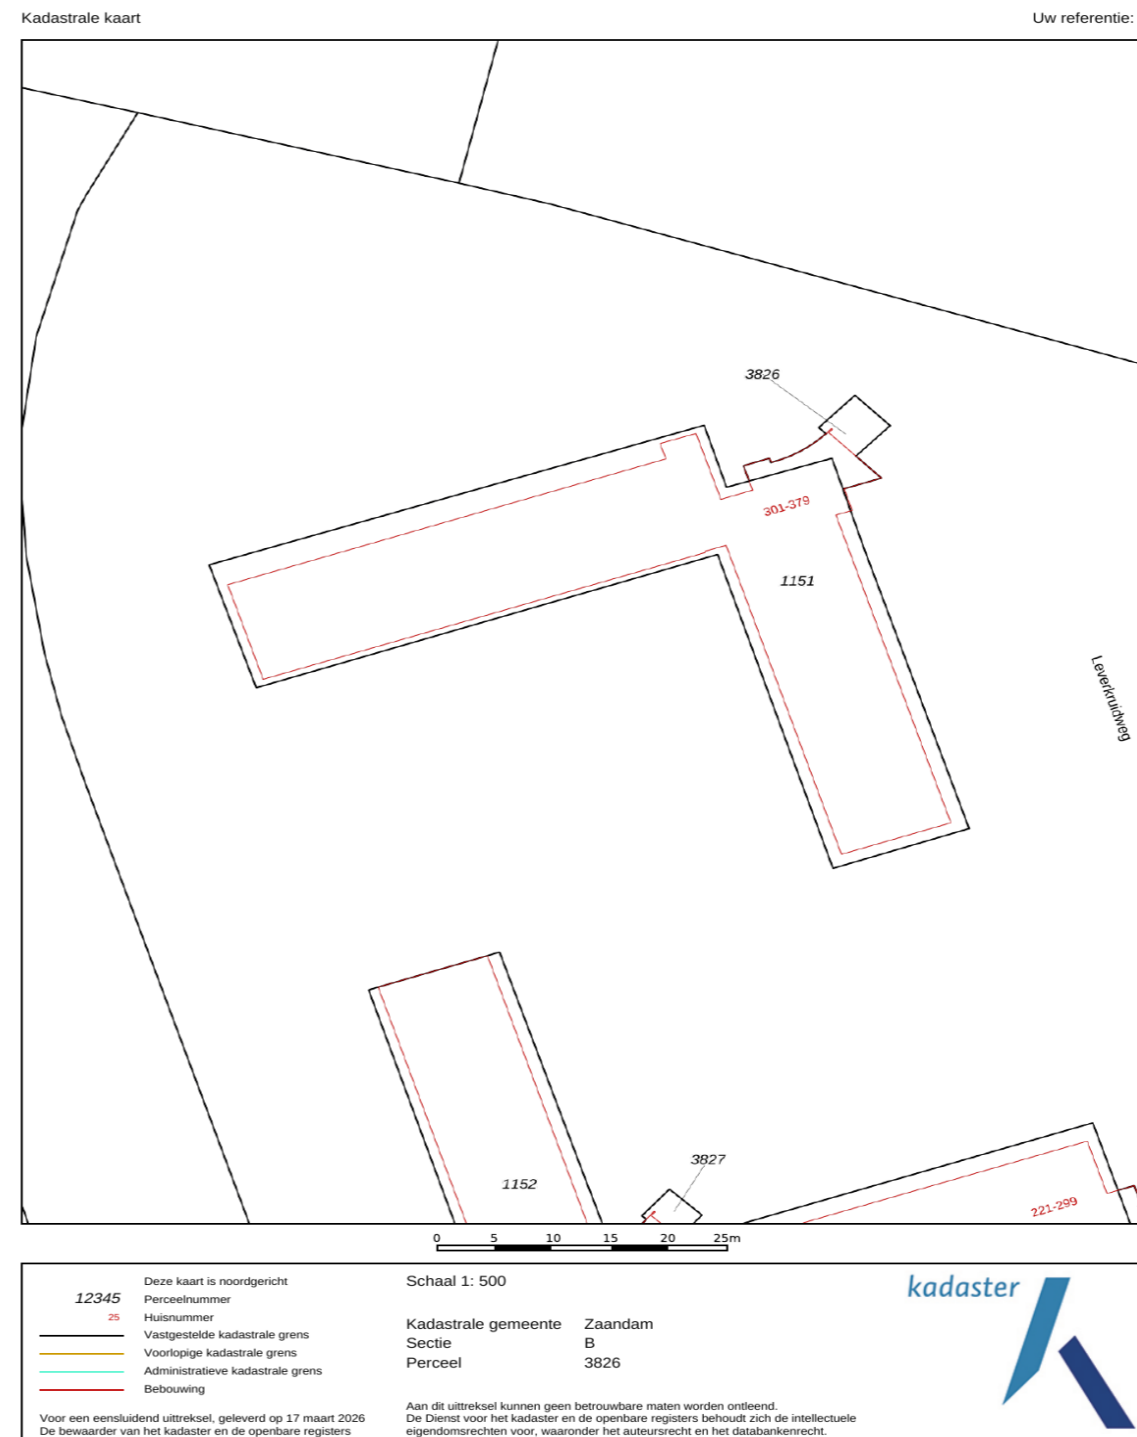 Kadastrale kaart
Uw referentie:
3826
301-379
1151
Leverkruidweg
3827
1152
221-299
0 5 10 15 20 25m
Deze kaart is noordgericht
12345 Perceelnummer
25 Huisnummer
Vastgestelde kadastrale grens
Voorlopige kadastrale grens
Administratieve kadastrale grens
Bebouwing
Voor een eensluidend uittreksel, geleverd op 17 maart 2026
De bewaarder van het kadaster en de openbare registers
Schaal 1: 500
Kadastrale gemeente Zaandam
Sectie B
Perceel 3826
Aan dit uittreksel kunnen geen betrouwbare maten worden ontleend.
De Dienst voor het kadaster en de openbare registers behoudt zich de intellectuele
eigendomsrechten voor, waaronder het auteursrecht en het databankenrecht.
kadaster